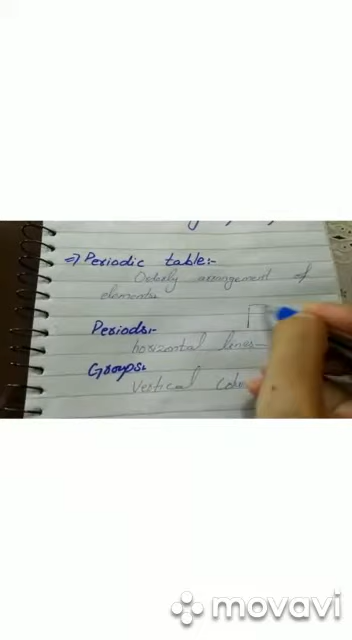 => Periodic table:-
Orderly arrangement of
elements
Periods:-
horizontal lines
Groups:
Vertical
movavi